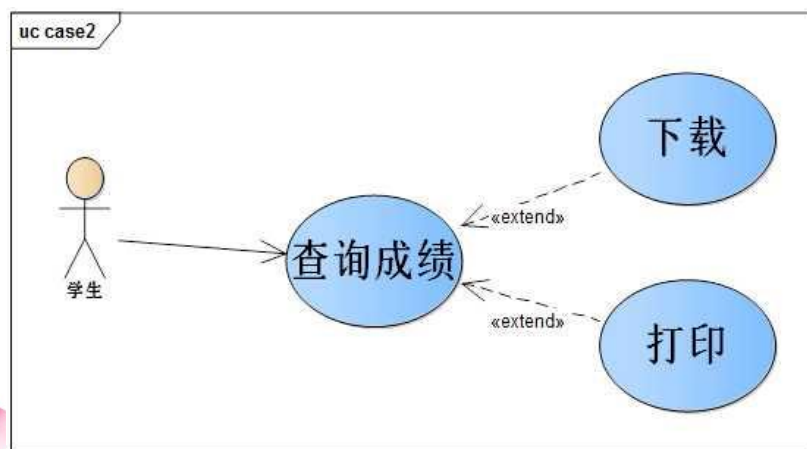 uc case2
下载
«extend»
查询成绩
学生
«extend»
打印